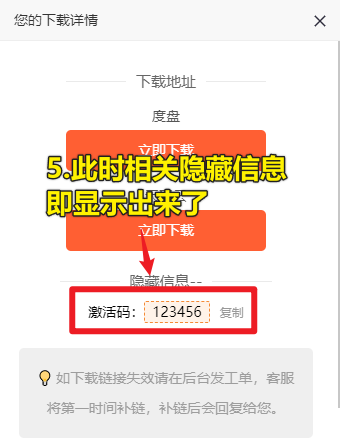 您的下载详情
下载地址
度盘
立即下载
5.此时相关隐藏信息
即显示出来了
立即下载
隐藏信息--
激活码： 123456 复制
如下载链接失效请在后台发工单，客服
将第一时间补链，补链后会回复给您。